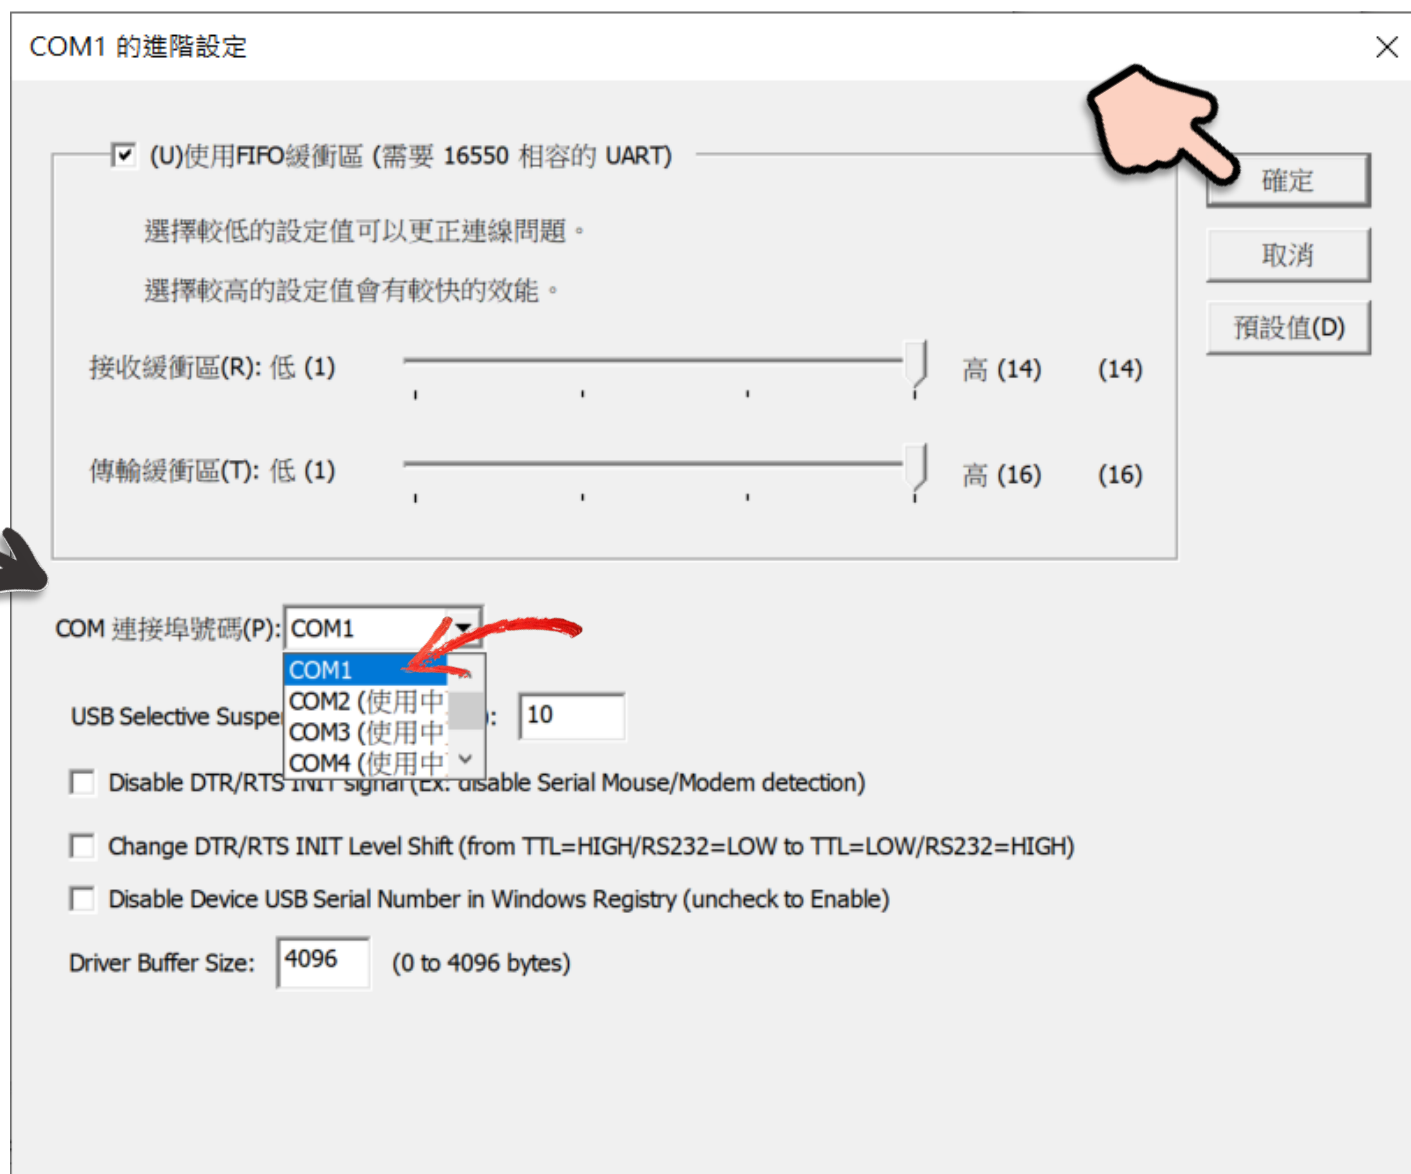 COM1 的進階設定
(U)使用FIFO緩衝區 (需要 16550 相容的 UART)
確定
選擇較低的設定值可以更正連線問題。
取消
選擇較高的設定值會有較快的效能。
預設值(D)
接收緩衝區(R): 低 (1) 高 (14) (14)
傳輸緩衝區(T): 低 (1) 高 (16) (16)
COM 連接埠號碼(P): COM1
COM1
COM2 (使用中
USB Selective : 10
COM3 (使用中
COM4 (使用中
Disable DTR/RTS INIT signal (Ex: disable Serial Mouse/Modem detection)
Change DTR/RTS INIT Level Shift (from TTL=HIGH/RS232=LOW to TTL=LOW/RS232=HIGH)
Disable Device USB Serial Number in Windows Registry (uncheck to Enable)
Driver Buffer Size: 4096 (0 to 4096 bytes)